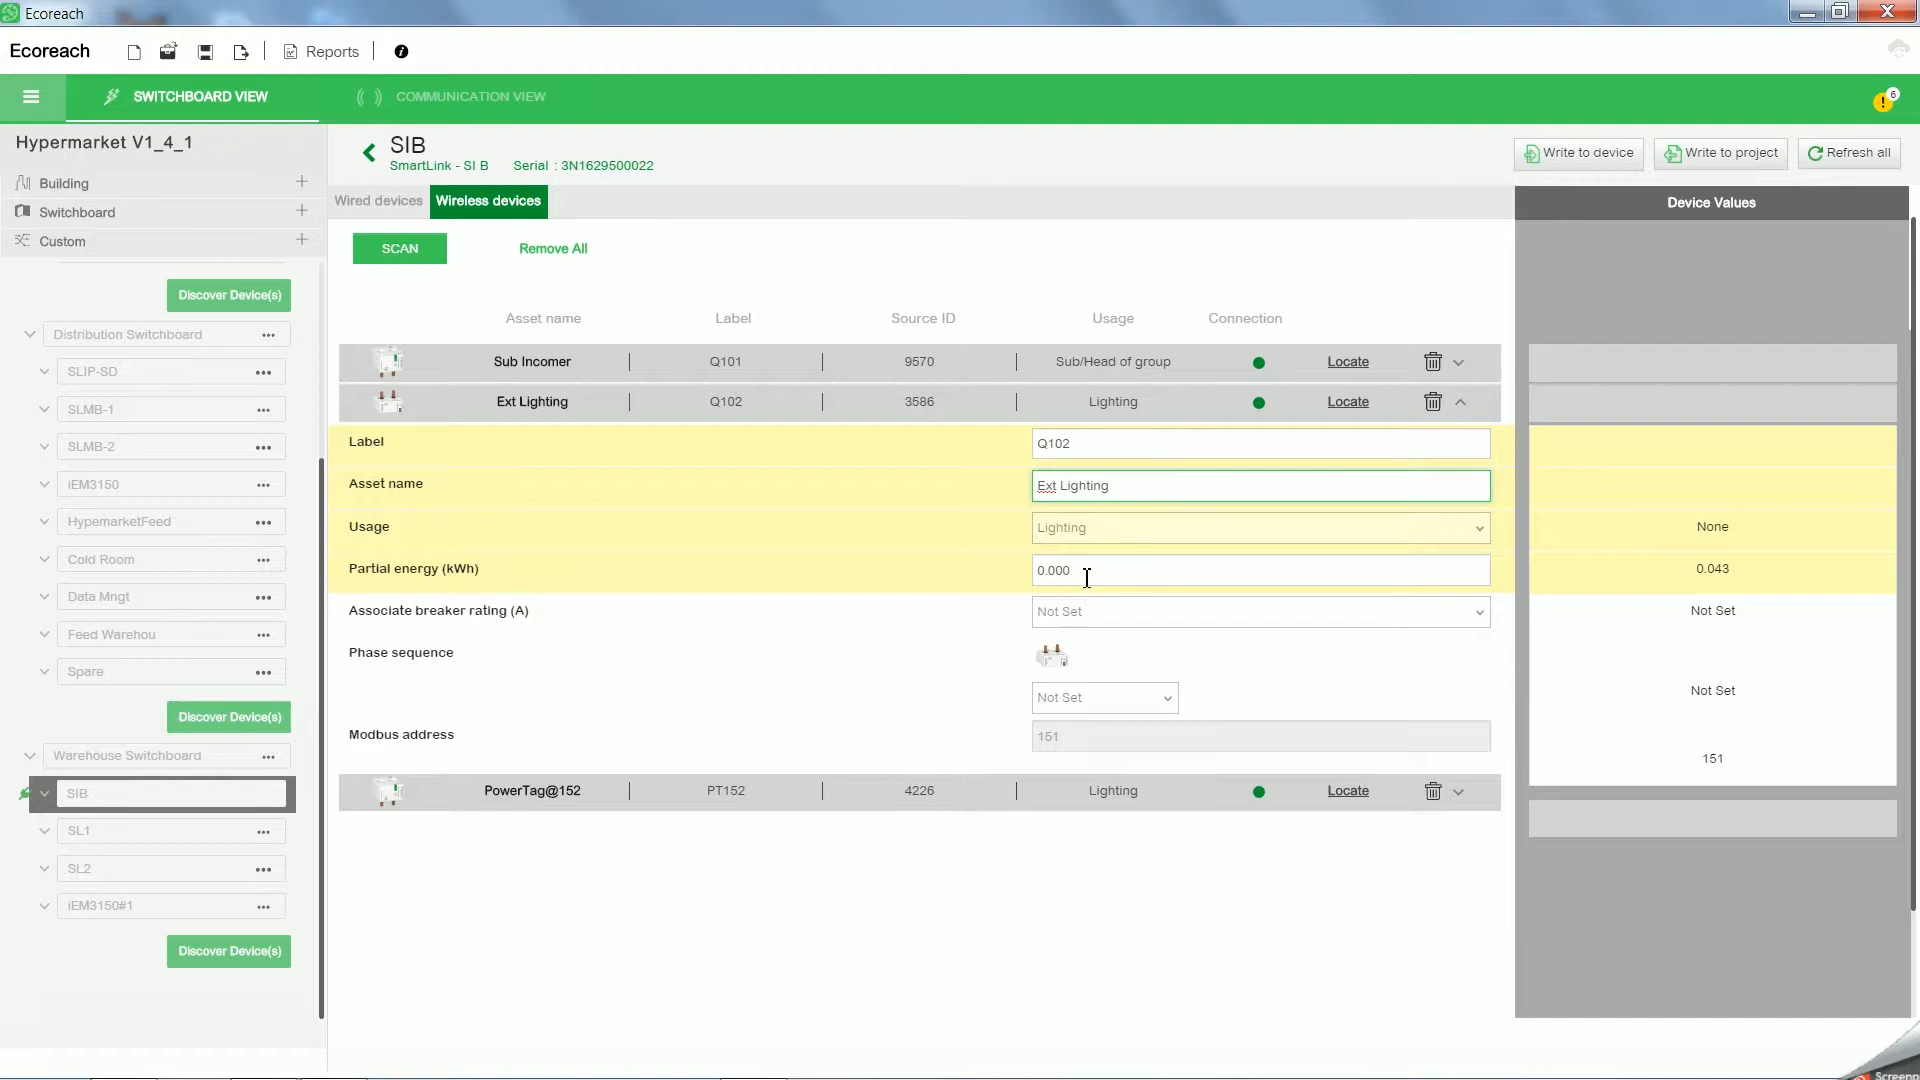 Ecoreach
Ecoreach
Reports
SWITCHBOARD VIEW
COMMUNICATION VIEW
6
Hypermarket V1_4_1
Building
Switchboard
Custom
Discover Device(s)
Distribution Switchboard
SLIP-SD
SLMB-1
SLMB-2
iEM3150
HypemarketFeed
Cold Room
Data Mngt
Feed Warehou
Spare
Discover Device(s)
Warehouse Switchboard
SIB
SL1
SL2
iEM3150#1
Discover Device(s)
SIB
SmartLink - SI B Serial : 3N1629500022
Write to device Write to project Refresh all
Wired devices Wireless devices
SCAN Remove All
Asset name Label Source ID Usage Connection
Sub Incomer Q101 9570 Sub/Head of group Locate
Ext Lighting Q102 3586 Lighting Locate
Label Q102
Asset name Ext Lighting
Usage Lighting
Partial energy (kWh) 0.000
Associate breaker rating (A) Not Set
Phase sequence
Not Set
Modbus address 151
PowerTag@152 PT152 4226 Lighting Locate
Device Values
None
0.043
Not Set
Not Set
151